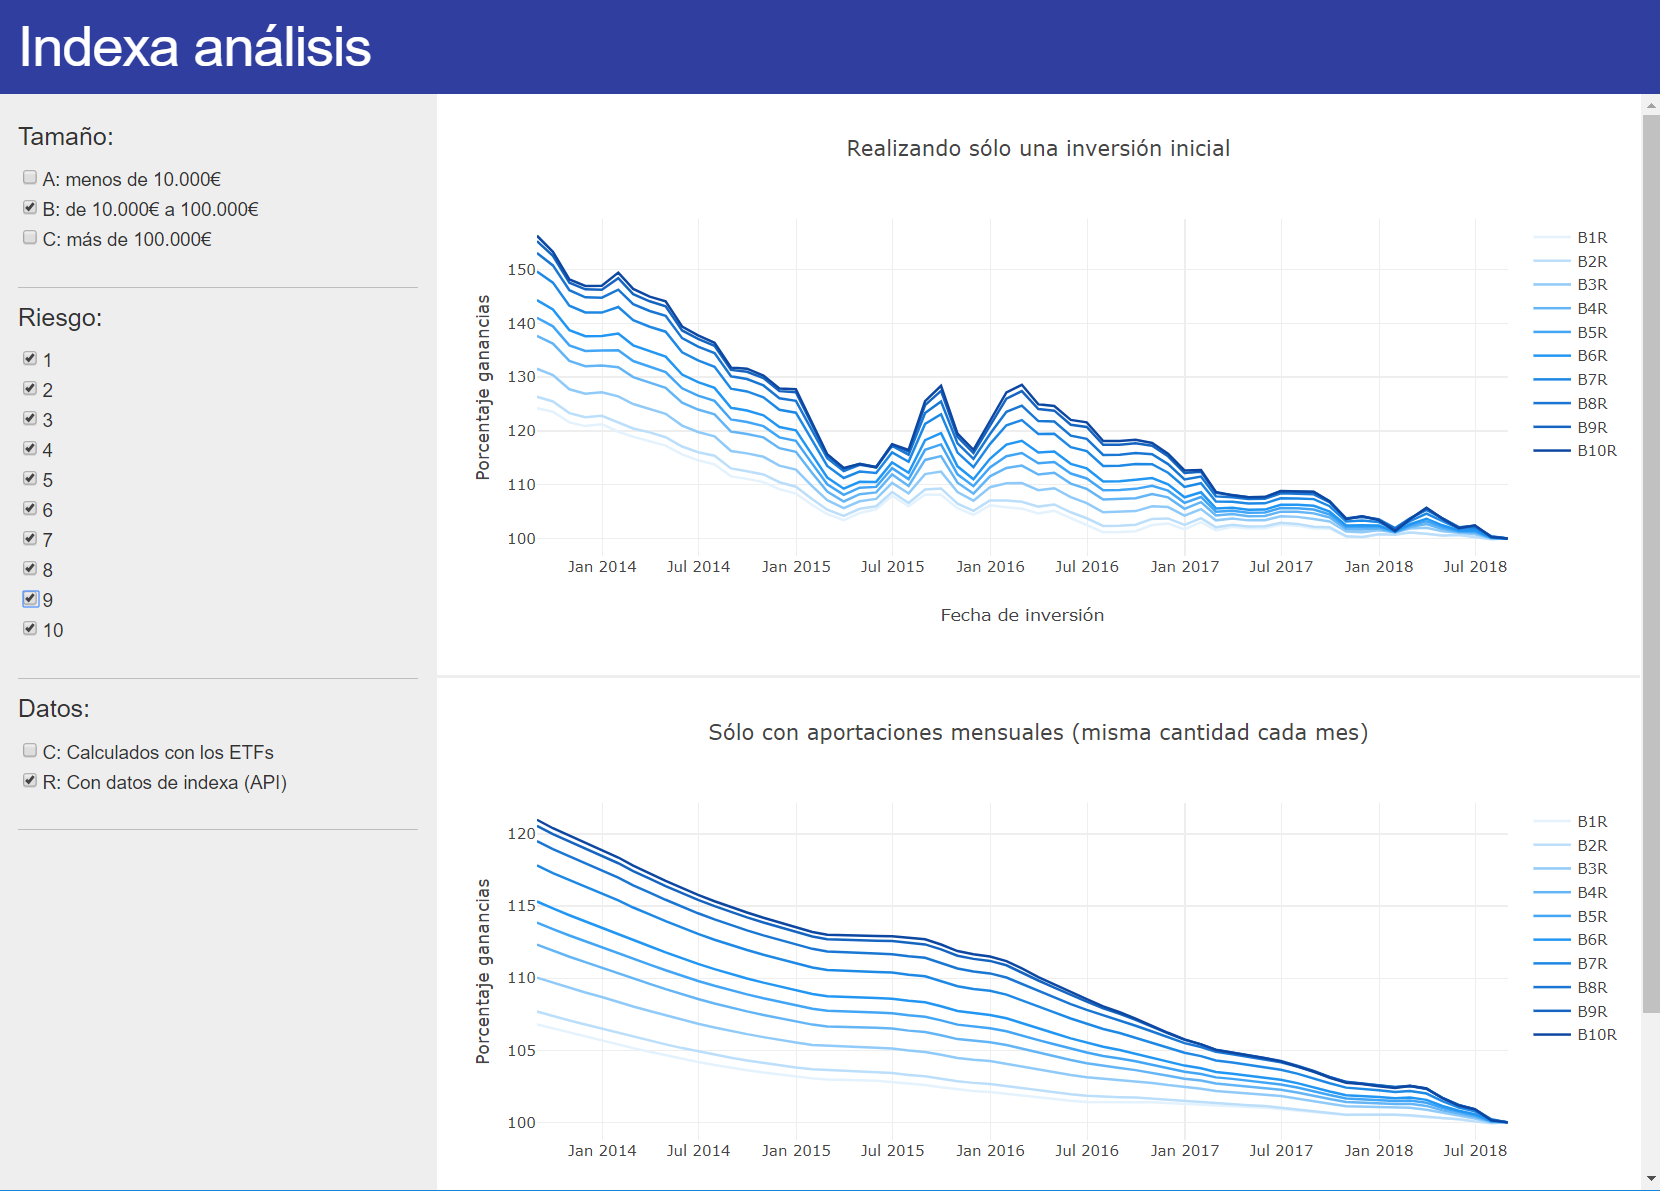 Indexa análisis
Tamaño:
A: menos de 10.000€
B: de 10.000€ a 100.000€
C: más de 100.000€
Riesgo:
1
2
3
4
5
6
7
8
9
10
Datos:
C: Calculados con los ETFs
R: Con datos de indexa (API)
Realizando sólo una inversión inicial
Porcentaje ganancias
150
140
130
120
110
100
Jan 2014 Jul 2014 Jan 2015 Jul 2015 Jan 2016 Jul 2016 Jan 2017 Jul 2017 Jan 2018 Jul 2018
Fecha de inversión
B1R
B2R
B3R
B4R
B5R
B6R
B7R
B8R
B9R
B10R
Sólo con aportaciones mensuales (misma cantidad cada mes)
Porcentaje ganancias
120
115
110
105
100
Jan 2014 Jul 2014 Jan 2015 Jul 2015 Jan 2016 Jul 2016 Jan 2017 Jul 2017 Jan 2018 Jul 2018
B1R
B2R
B3R
B4R
B5R
B6R
B7R
B8R
B9R
B10R